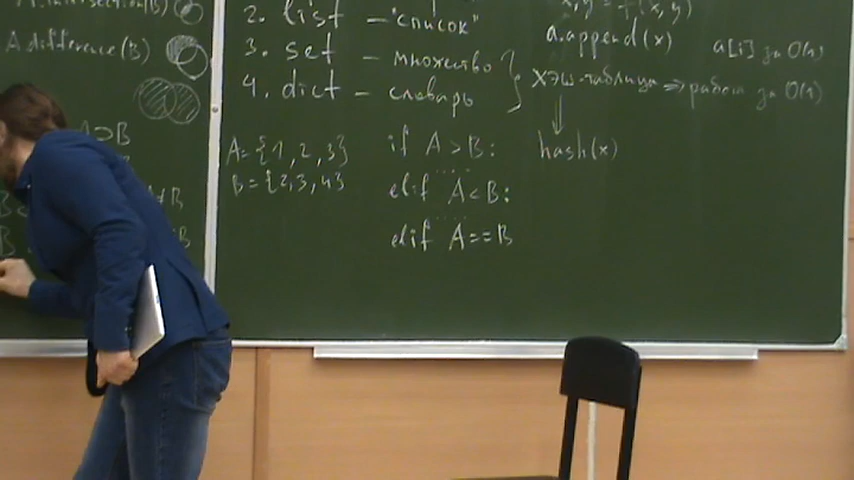 A.intersection(B)
A.difference(B)
A⊃B
2. list – "список"
3. set – множество
4. dict – словарь
A={1,2,3}
B={2,3,4}
if A>B:
....
elif A<B:
....
elif A==B
x,y = f(x,y)
a.append(x)
a[i] за O(1)
хэш-таблица ⇒ работа за O(1)
hash(x)